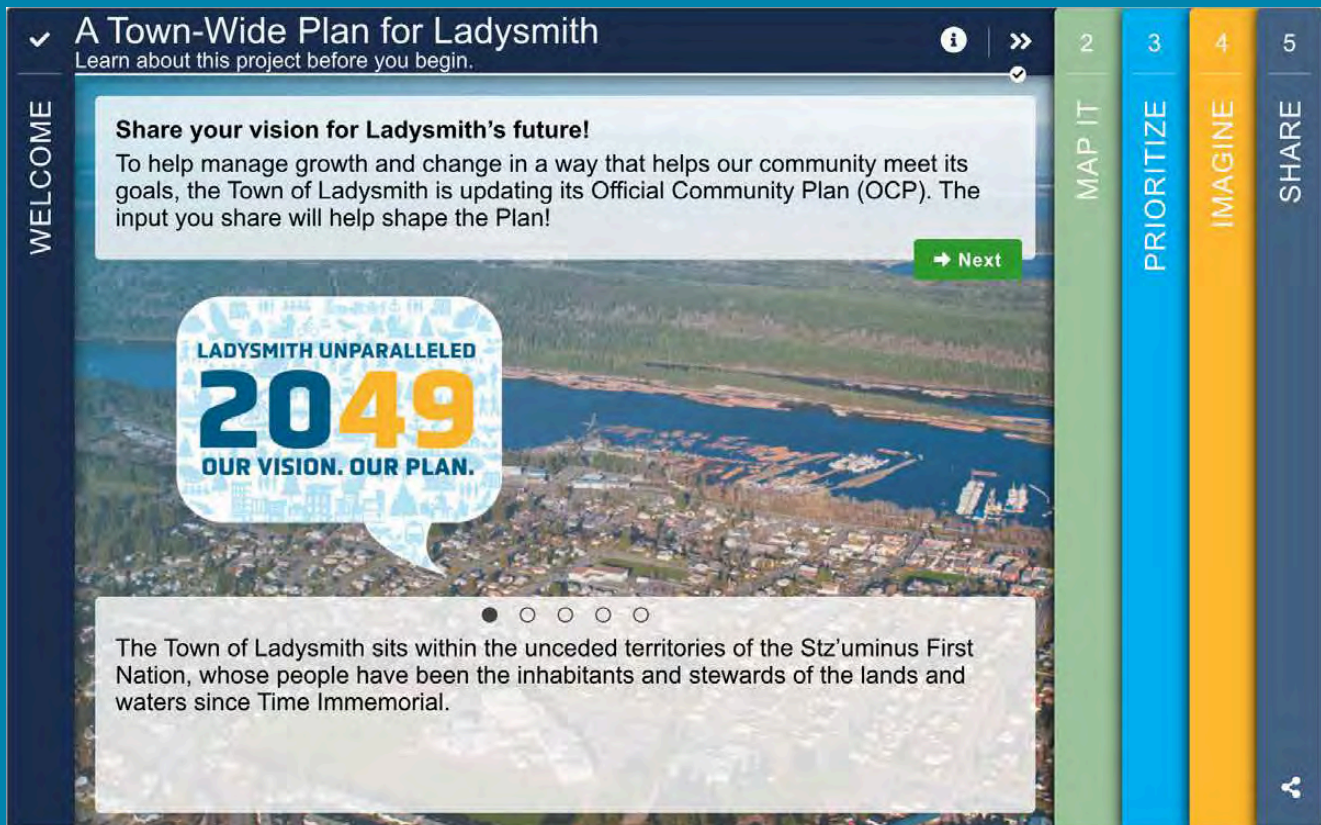 A Town-Wide Plan for Ladysmith
Learn about this project before you begin.
WELCOME
Share your vision for Ladysmith's future!
To help manage growth and change in a way that helps our community meet its
goals, the Town of Ladysmith is updating its Official Community Plan (OCP). The
input you share will help shape the Plan!
Next
LADYSMITH UNPARALLELED
2049
OUR VISION. OUR PLAN.
The Town of Ladysmith sits within the unceded territories of the Stz'uminus First
Nation, whose people have been the inhabitants and stewards of the lands and
waters since Time Immemorial.
2
MAP IT
3
PRIORITIZE
4
IMAGINE
5
SHARE